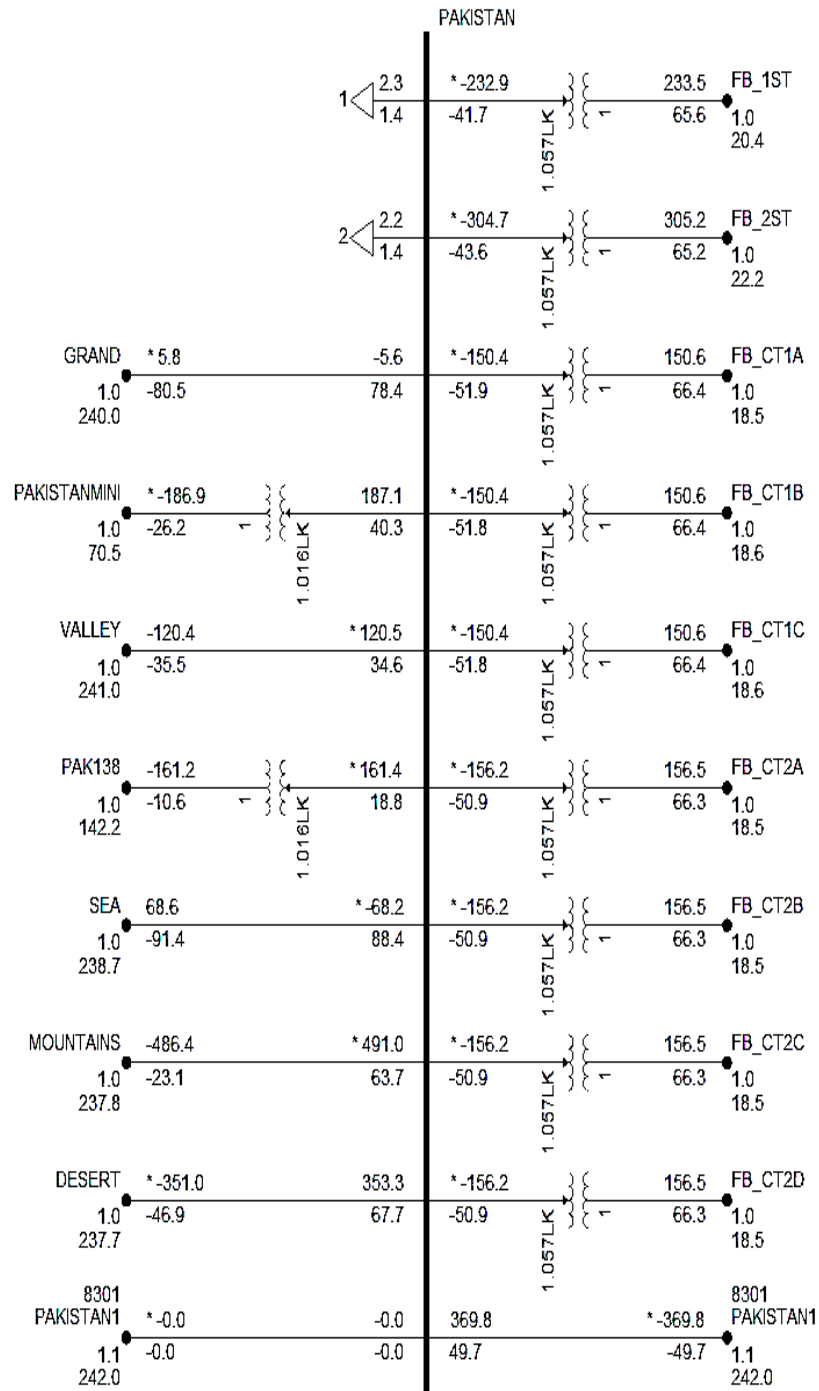 PAKISTAN
1 2.3 *-232.9 233.5 FB_1ST
1.4 -41.7 1.057LK 1 65.6 1.0
20.4
2 2.2 *-304.7 305.2 FB_2ST
1.4 -43.6 1.057LK 1 65.2 1.0
22.2
GRAND *5.8 -5.6 *-150.4 150.6 FB_CT1A
1.0 -80.5 78.4 -51.9 1.057LK 1 66.4 1.0
240.0 18.5
PAKISTANMINI *-186.9 187.1 *-150.4 150.6 FB_CT1B
1.0 -26.2 1 1.016LK 40.3 -51.8 1.057LK 1 66.4 1.0
70.5 18.6
VALLEY -120.4 *120.5 *-150.4 150.6 FB_CT1C
1.0 -35.5 34.6 -51.8 1.057LK 1 66.4 1.0
241.0 18.6
PAK138 -161.2 *161.4 *-156.2 156.5 FB_CT2A
1.0 -10.6 1 1.016LK 18.8 -50.9 1.057LK 1 66.3 1.0
142.2 18.5
SEA 68.6 *-68.2 *-156.2 156.5 FB_CT2B
1.0 -91.4 88.4 -50.9 1.057LK 1 66.3 1.0
238.7 18.5
MOUNTAINS -486.4 *491.0 *-156.2 156.5 FB_CT2C
1.0 -23.1 63.7 -50.9 1.057LK 1 66.3 1.0
237.8 18.5
DESERT *-351.0 353.3 *-156.2 156.5 FB_CT2D
1.0 -46.9 67.7 -50.9 1.057LK 1 66.3 1.0
237.7 18.5
8301 8301
PAKISTAN1 *-0.0 -0.0 369.8 *-369.8 PAKISTAN1
1.1 -0.0 -0.0 49.7 -49.7 1.1
242.0 242.0